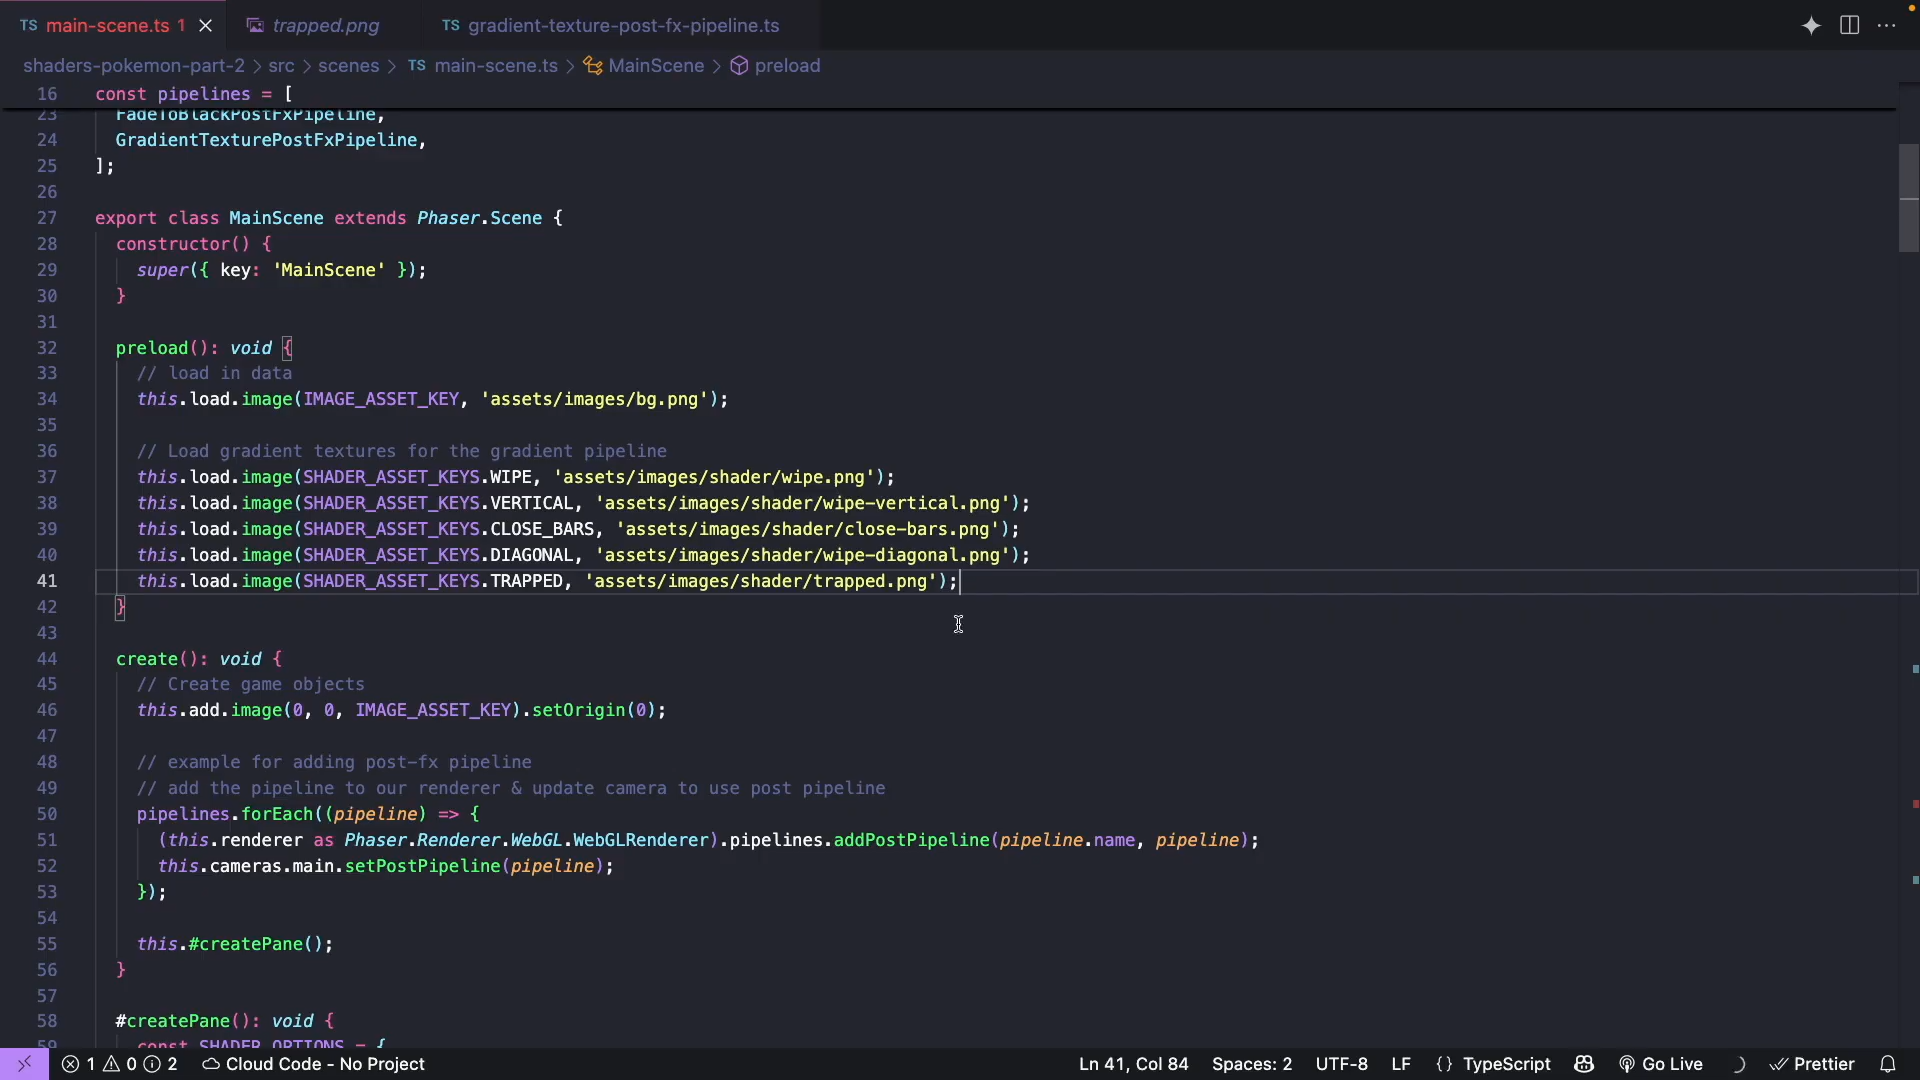 TS main-scene.ts 1 trapped.png TS gradient-texture-post-fx-pipeline.ts
shaders-pokemon-part-2 > src > scenes > TS main-scene.ts > MainScene > preload
16 const pipelines = [
23 FadeToBlackPostFxPipeline,
24 GradientTexturePostFxPipeline,
25 ];
26
27 export class MainScene extends Phaser.Scene {
28 constructor() {
29 super({ key: 'MainScene' });
30 }
31
32 preload(): void {
33 // load in data
34 this.load.image(IMAGE_ASSET_KEY, 'assets/images/bg.png');
35
36 // Load gradient textures for the gradient pipeline
37 this.load.image(SHADER_ASSET_KEYS.WIPE, 'assets/images/shader/wipe.png');
38 this.load.image(SHADER_ASSET_KEYS.VERTICAL, 'assets/images/shader/wipe-vertical.png');
39 this.load.image(SHADER_ASSET_KEYS.CLOSE_BARS, 'assets/images/shader/close-bars.png');
40 this.load.image(SHADER_ASSET_KEYS.DIAGONAL, 'assets/images/shader/wipe-diagonal.png');
41 this.load.image(SHADER_ASSET_KEYS.TRAPPED, 'assets/images/shader/trapped.png');
42 }
43
44 create(): void {
45 // Create game objects
46 this.add.image(0, 0, IMAGE_ASSET_KEY).setOrigin(0);
47
48 // example for adding post-fx pipeline
49 // add the pipeline to our renderer & update camera to use post pipeline
50 pipelines.forEach((pipeline) => {
51 (this.renderer as Phaser.Renderer.WebGL.WebGLRenderer).pipelines.addPostPipeline(pipeline.name, pipeline);
52 this.cameras.main.setPostPipeline(pipeline);
53 });
54
55 this.#createPane();
56 }
57
58 #createPane(): void {
59 const SHADER_OPTIONS = {
1 0 2 Cloud Code - No Project Ln 41, Col 84 Spaces: 2 UTF-8 LF {} TypeScript Go Live Prettier